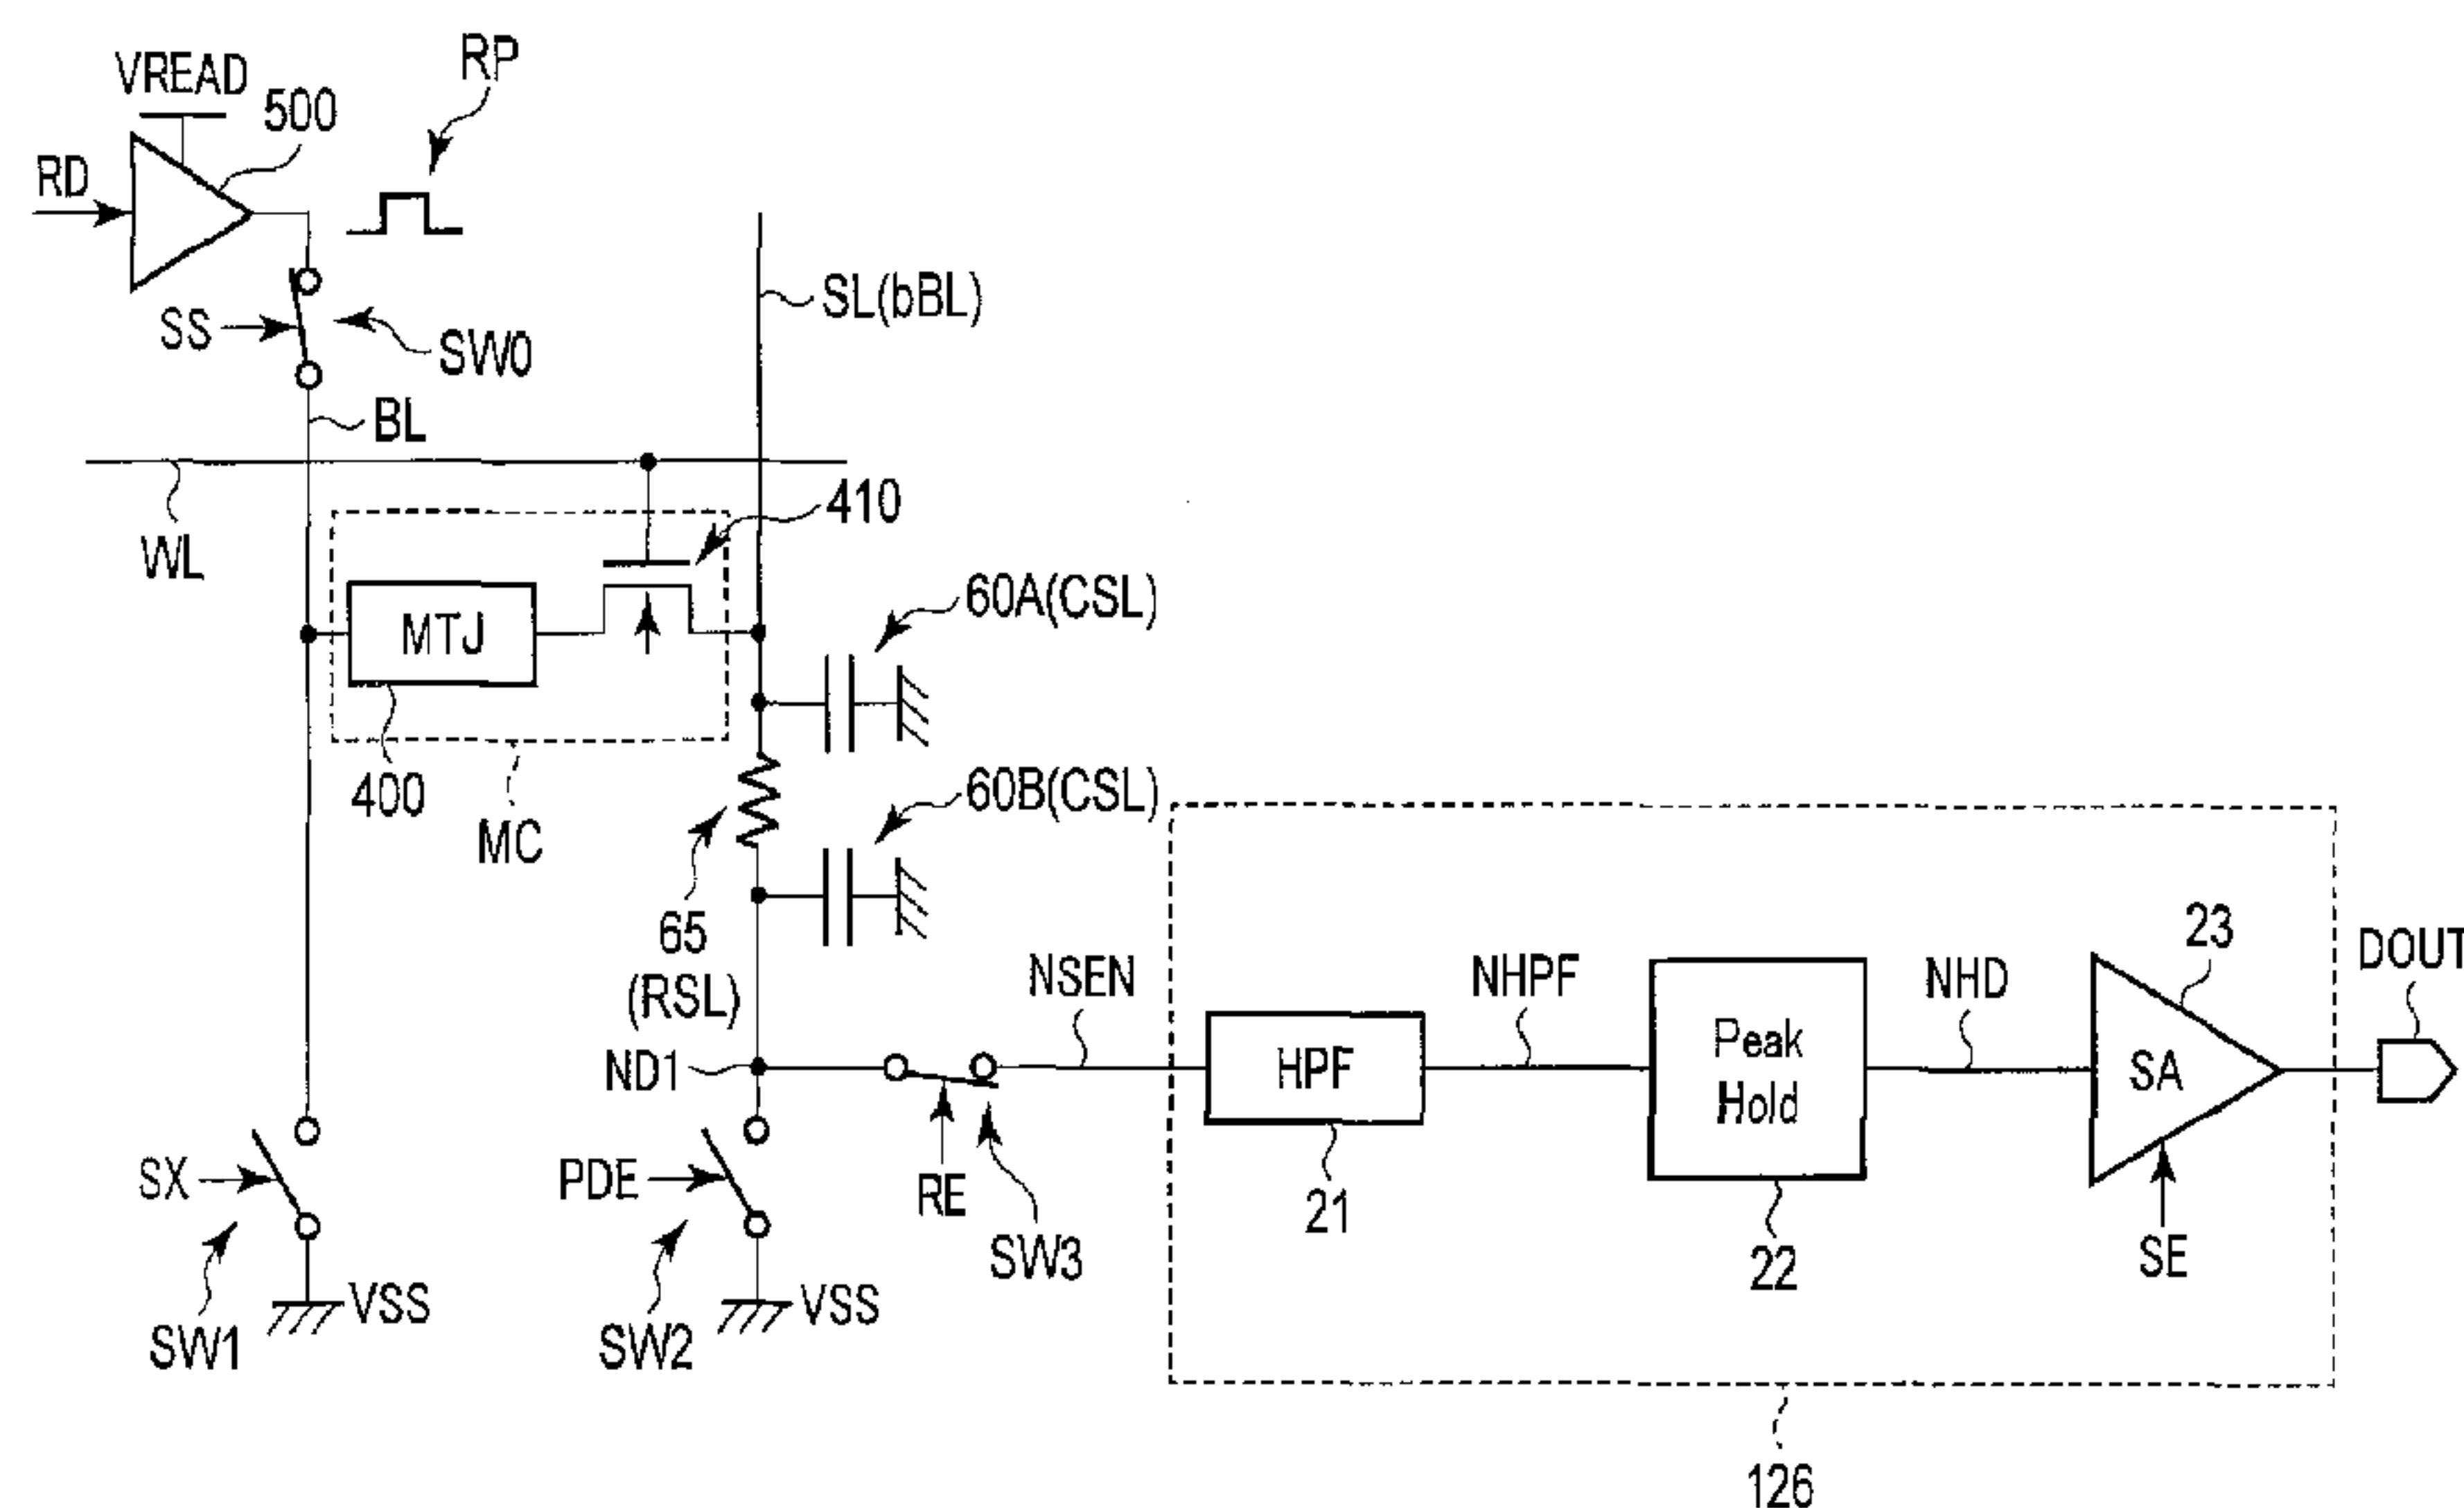 RP
VREAD
500
RD
SL(bBL)
SS
SW0
BL
410
WL
60A(CSL)
MTJ
400
60B(CSL)
MC
65
(RSL)
23
DOUT
NSEN
NHPF
NHD
Peak
Hold
ND1
HPF
SA
SX
PDE
RE
21
SW3
22
SE
VSS
VSS
SW1
SW2
126